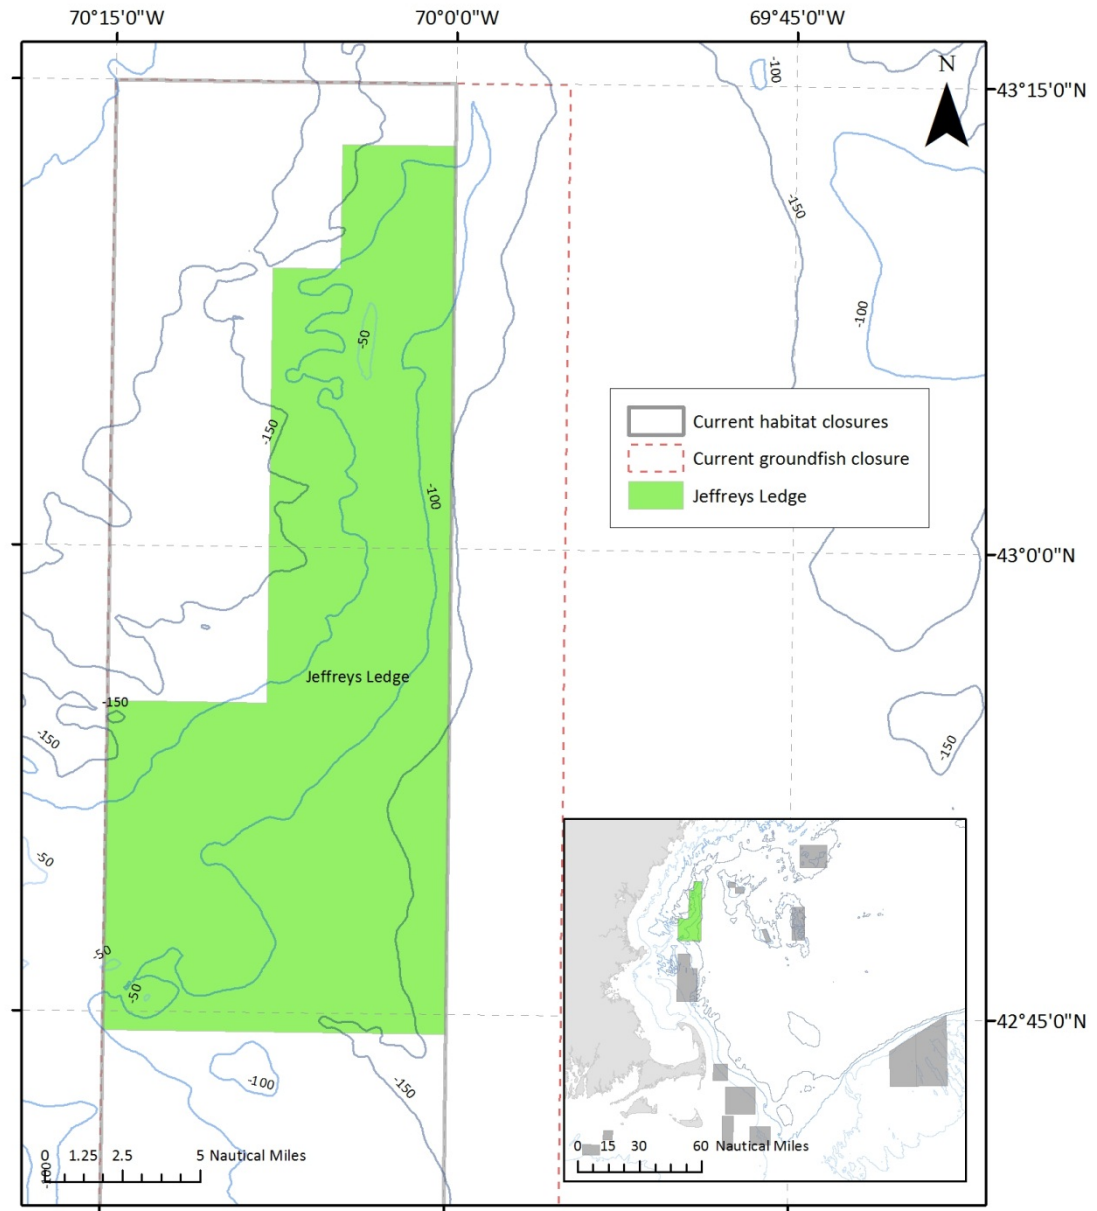 70°15'0"W 70°0'0"W 69°45'0"W
N
43°15'0"N
-100
-150
-100
-50
Current habitat closures
Current groundfish closure
Jeffreys Ledge
-150
-100
43°0'0"N
Jeffreys Ledge
-150
-150
-150
-50
-50
-50
42°45'0"N
-100
-150
-100
0 1.25 2.5 5 Nautical Miles
0 15 30 60 Nautical Miles